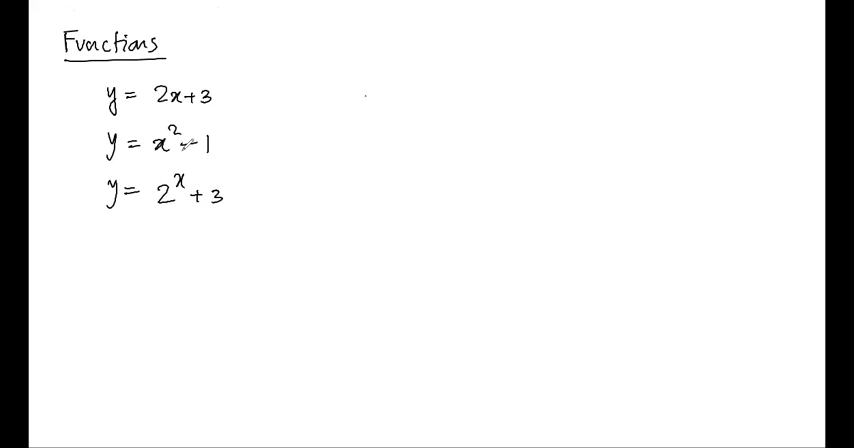 Functions
y = 2x+3
y = x² - 1
y = 2ˣ + 3